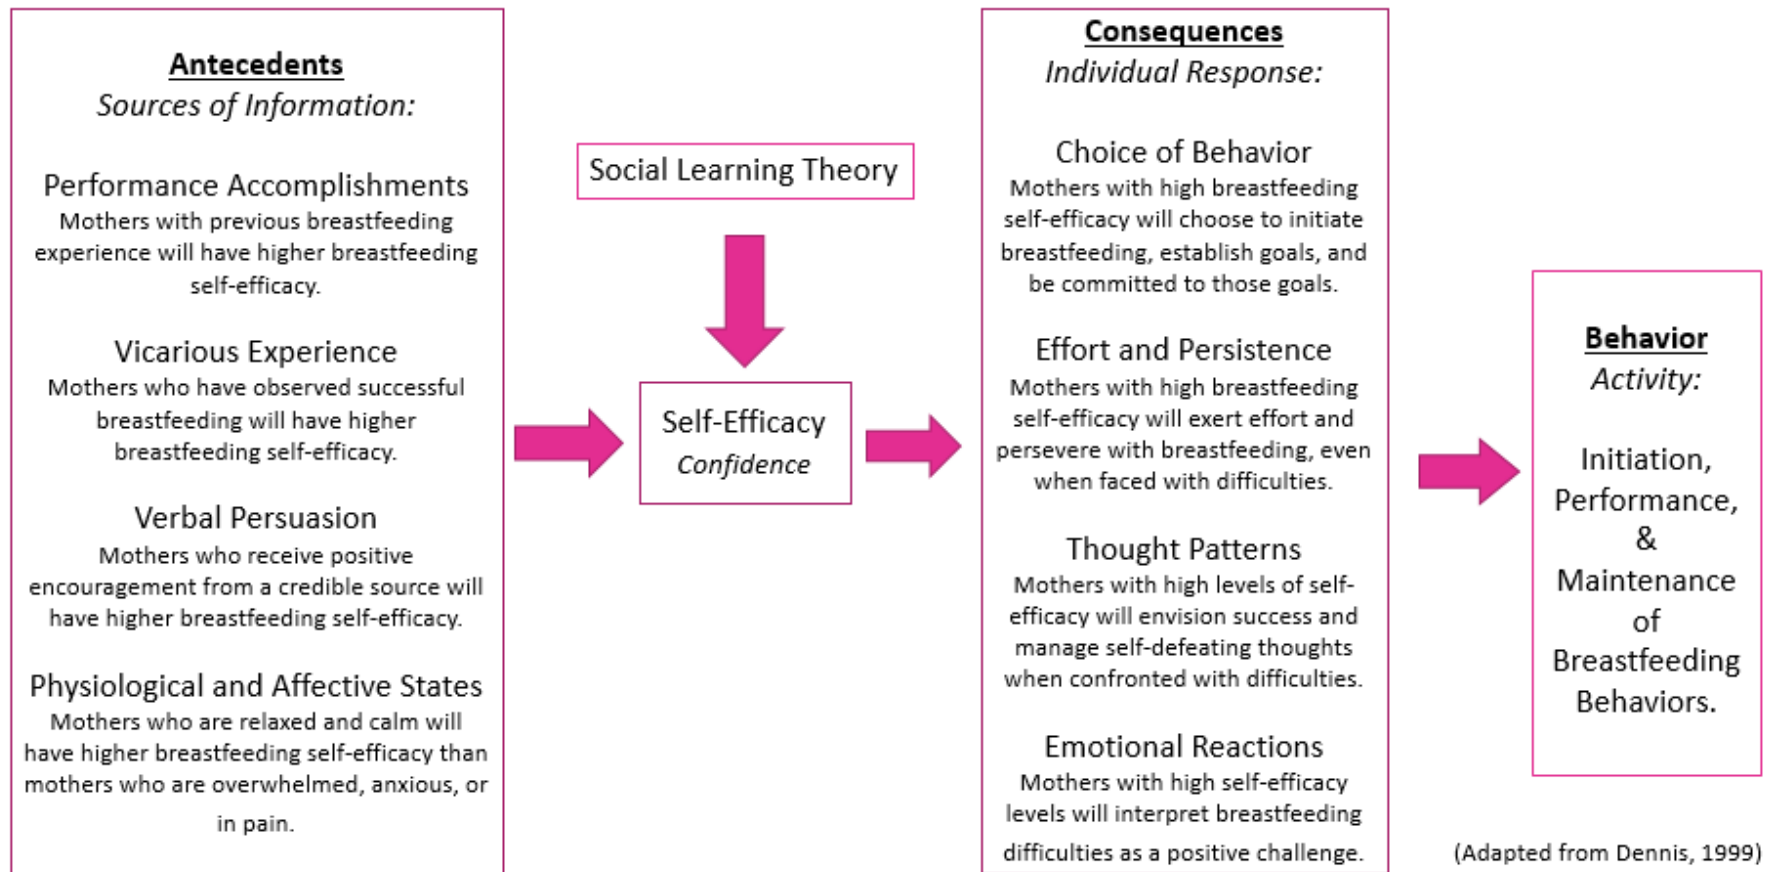 Antecedents
Sources of Information:
Performance Accomplishments
Mothers with previous breastfeeding
experience will have higher breastfeeding
self-efficacy.
Vicarious Experience
Mothers who have observed successful
breastfeeding will have higher
breastfeeding self-efficacy.
Verbal Persuasion
Mothers who receive positive
encouragement from a credible source will
have higher breastfeeding self-efficacy.
Physiological and Affective States
Mothers who are relaxed and calm will
have higher breastfeeding self-efficacy than
mothers who are overwhelmed, anxious, or
in pain.
Social Learning Theory
Self-Efficacy
Confidence
Consequences
Individual Response:
Choice of Behavior
Mothers with high breastfeeding
self-efficacy will choose to initiate
breastfeeding, establish goals, and
be committed to those goals.
Effort and Persistence
Mothers with high breastfeeding
self-efficacy will exert effort and
persevere with breastfeeding, even
when faced with difficulties.
Thought Patterns
Mothers with high levels of self-
efficacy will envision success and
manage self-defeating thoughts
when confronted with difficulties.
Emotional Reactions
Mothers with high self-efficacy
levels will interpret breastfeeding
difficulties as a positive challenge.
Behavior
Activity:
Initiation,
Performance,
&
Maintenance
of
Breastfeeding
Behaviors.
(Adapted from Dennis, 1999)